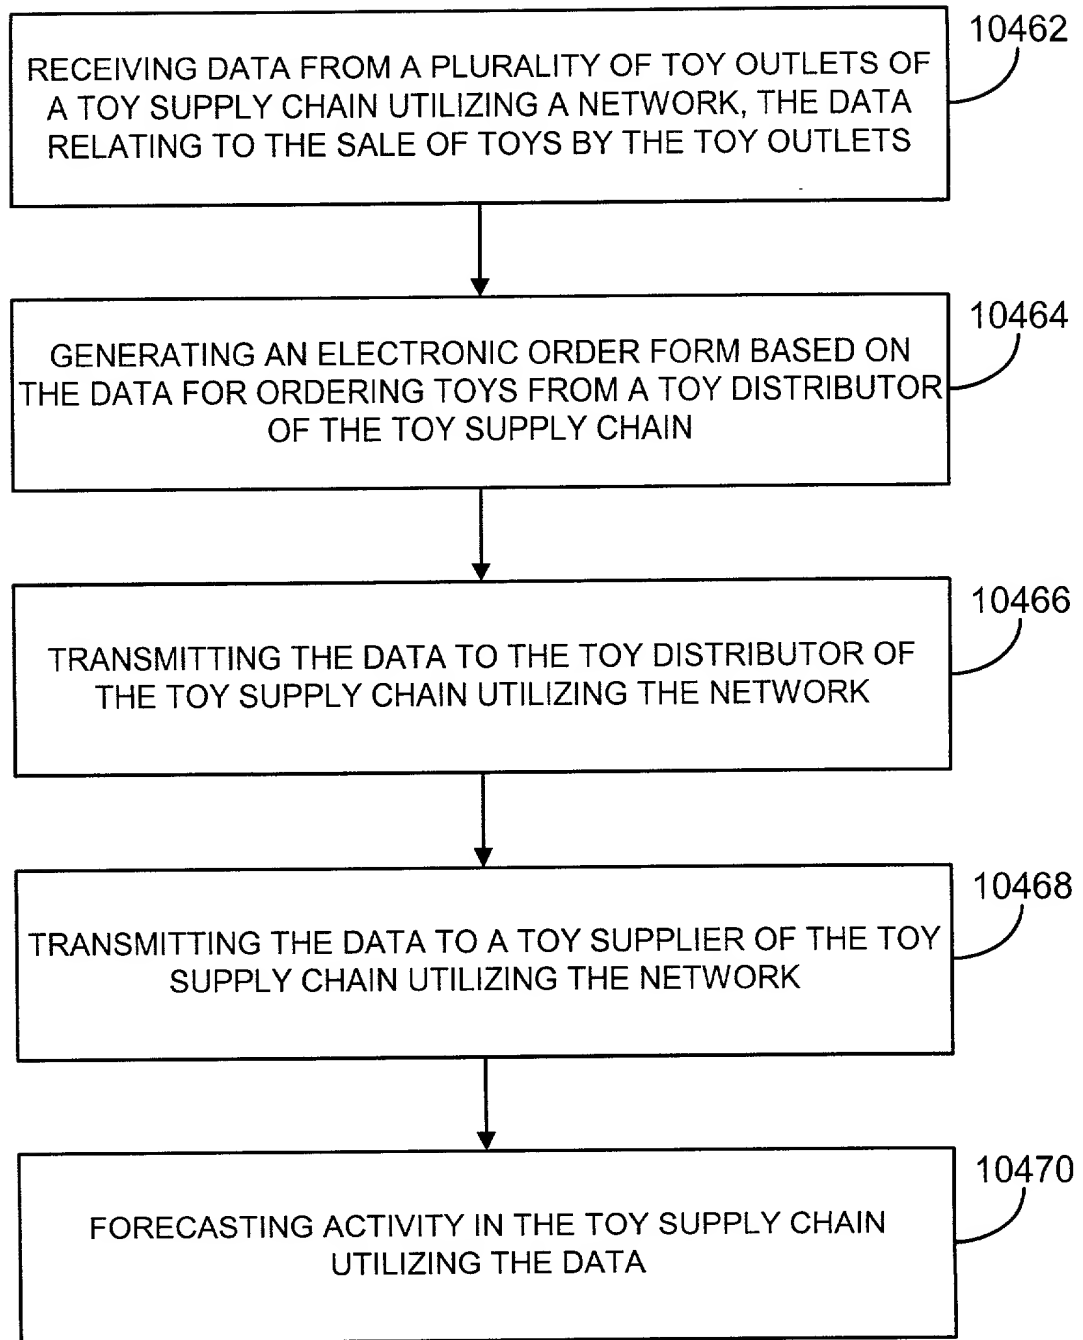 10462
RECEIVING DATA FROM A PLURALITY OF TOY OUTLETS OF
A TOY SUPPLY CHAIN UTILIZING A NETWORK, THE DATA
RELATING TO THE SALE OF TOYS BY THE TOY OUTLETS
10464
GENERATING AN ELECTRONIC ORDER FORM BASED ON
THE DATA FOR ORDERING TOYS FROM A TOY DISTRIBUTOR
OF THE TOY SUPPLY CHAIN
10466
TRANSMITTING THE DATA TO THE TOY DISTRIBUTOR OF
THE TOY SUPPLY CHAIN UTILIZING THE NETWORK
10468
TRANSMITTING THE DATA TO A TOY SUPPLIER OF THE TOY
SUPPLY CHAIN UTILIZING THE NETWORK
10470
FORECASTING ACTIVITY IN THE TOY SUPPLY CHAIN
UTILIZING THE DATA